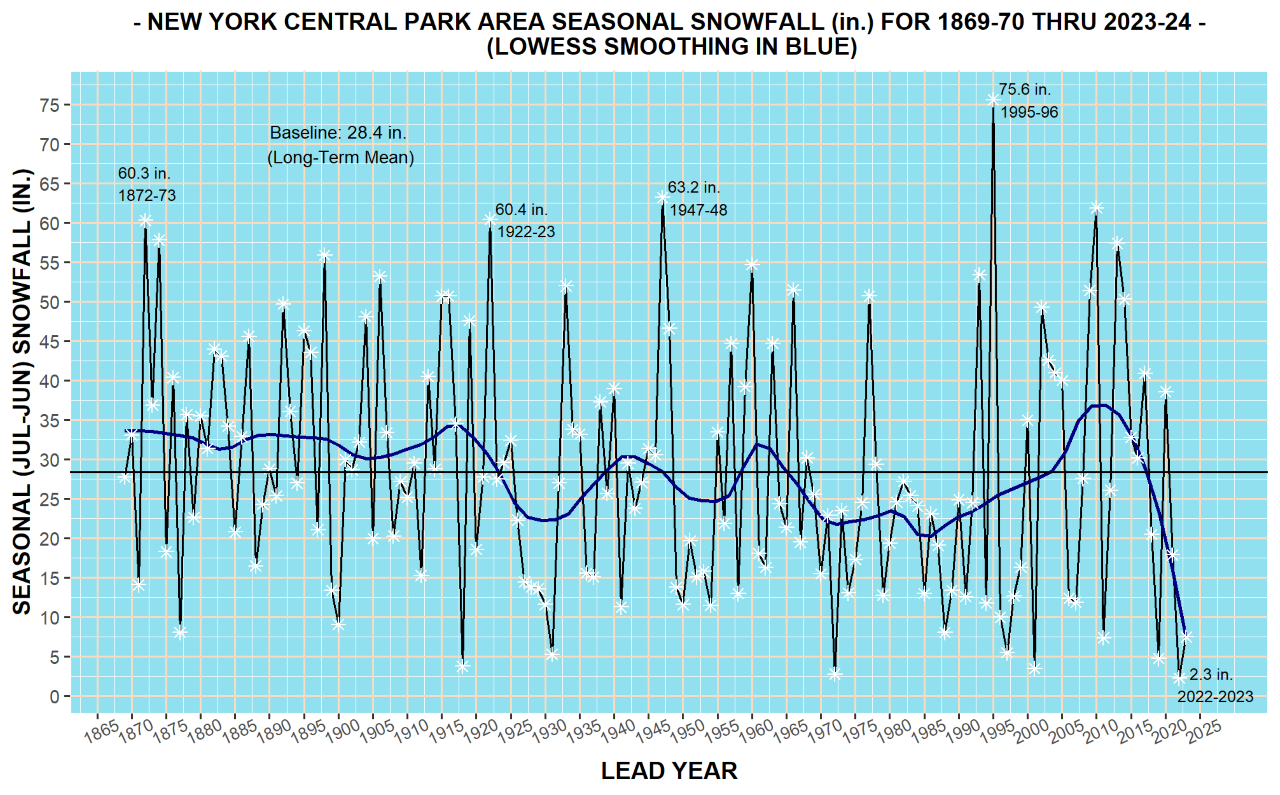 - NEW YORK CENTRAL PARK AREA SEASONAL SNOWFALL (in.) FOR 1869-70 THRU 2023-24 -
(LOWESS SMOOTHING IN BLUE)
75.6 in.
1995-96
Baseline: 28.4 in.
(Long-Term Mean)
60.3 in.
1872-73
60.4 in.
1922-23
63.2 in.
1947-48
2.3 in.
2022-2023
SEASONAL (JUL-JUN) SNOWFALL (IN.)
75
70
65
60
55
50
45
40
35
30
25
20
15
10
5
0
1865 1870 1875 1880 1885 1890 1895 1900 1905 1910 1915 1920 1925 1930 1935 1940 1945 1950 1955 1960 1965 1970 1975 1980 1985 1990 1995 2000 2005 2010 2015 2020 2025
LEAD YEAR